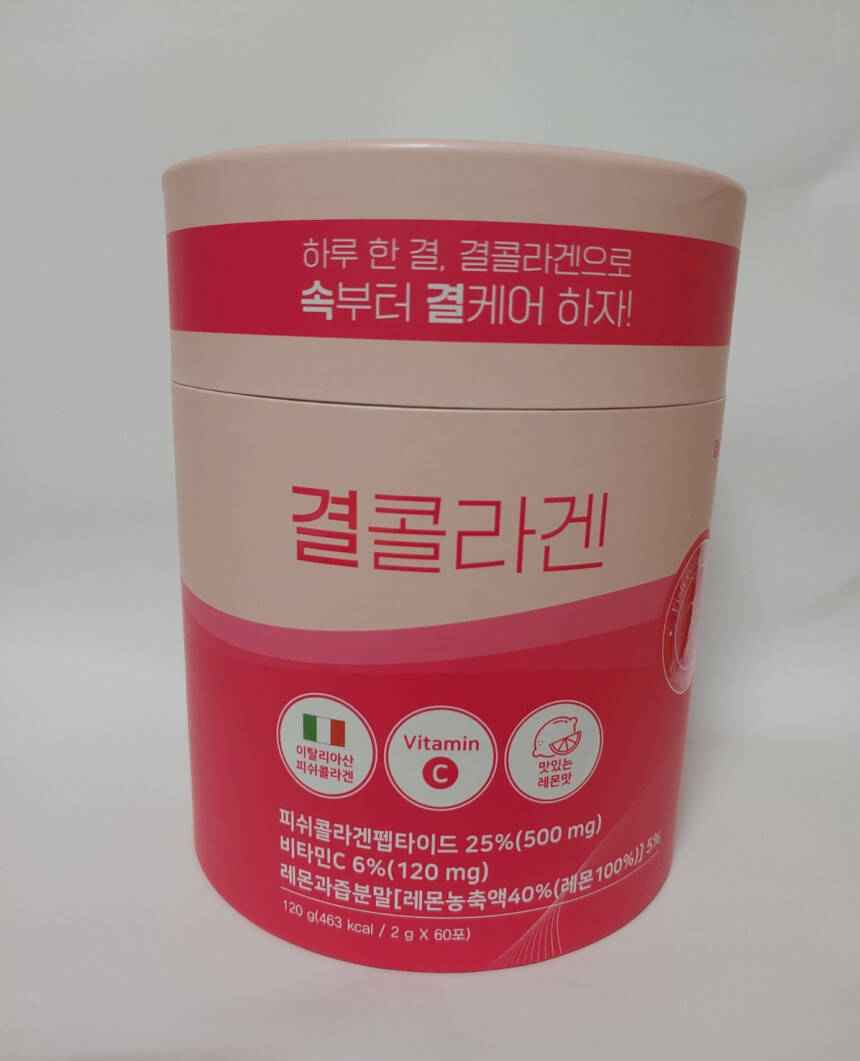 하루 한 결, 결콜라겐으로
속부터 결케어 하자!
결콜라겐
이탈리아산
피쉬콜라겐
Vitamin
C
맛있는
레몬맛
피쉬콜라겐펩타이드 25%(500 mg)
비타민C 6%(120 mg)
레몬과즙분말[레몬농축액40%(레몬100%)] 5%
120 g(463 kcal / 2 g X 60포)